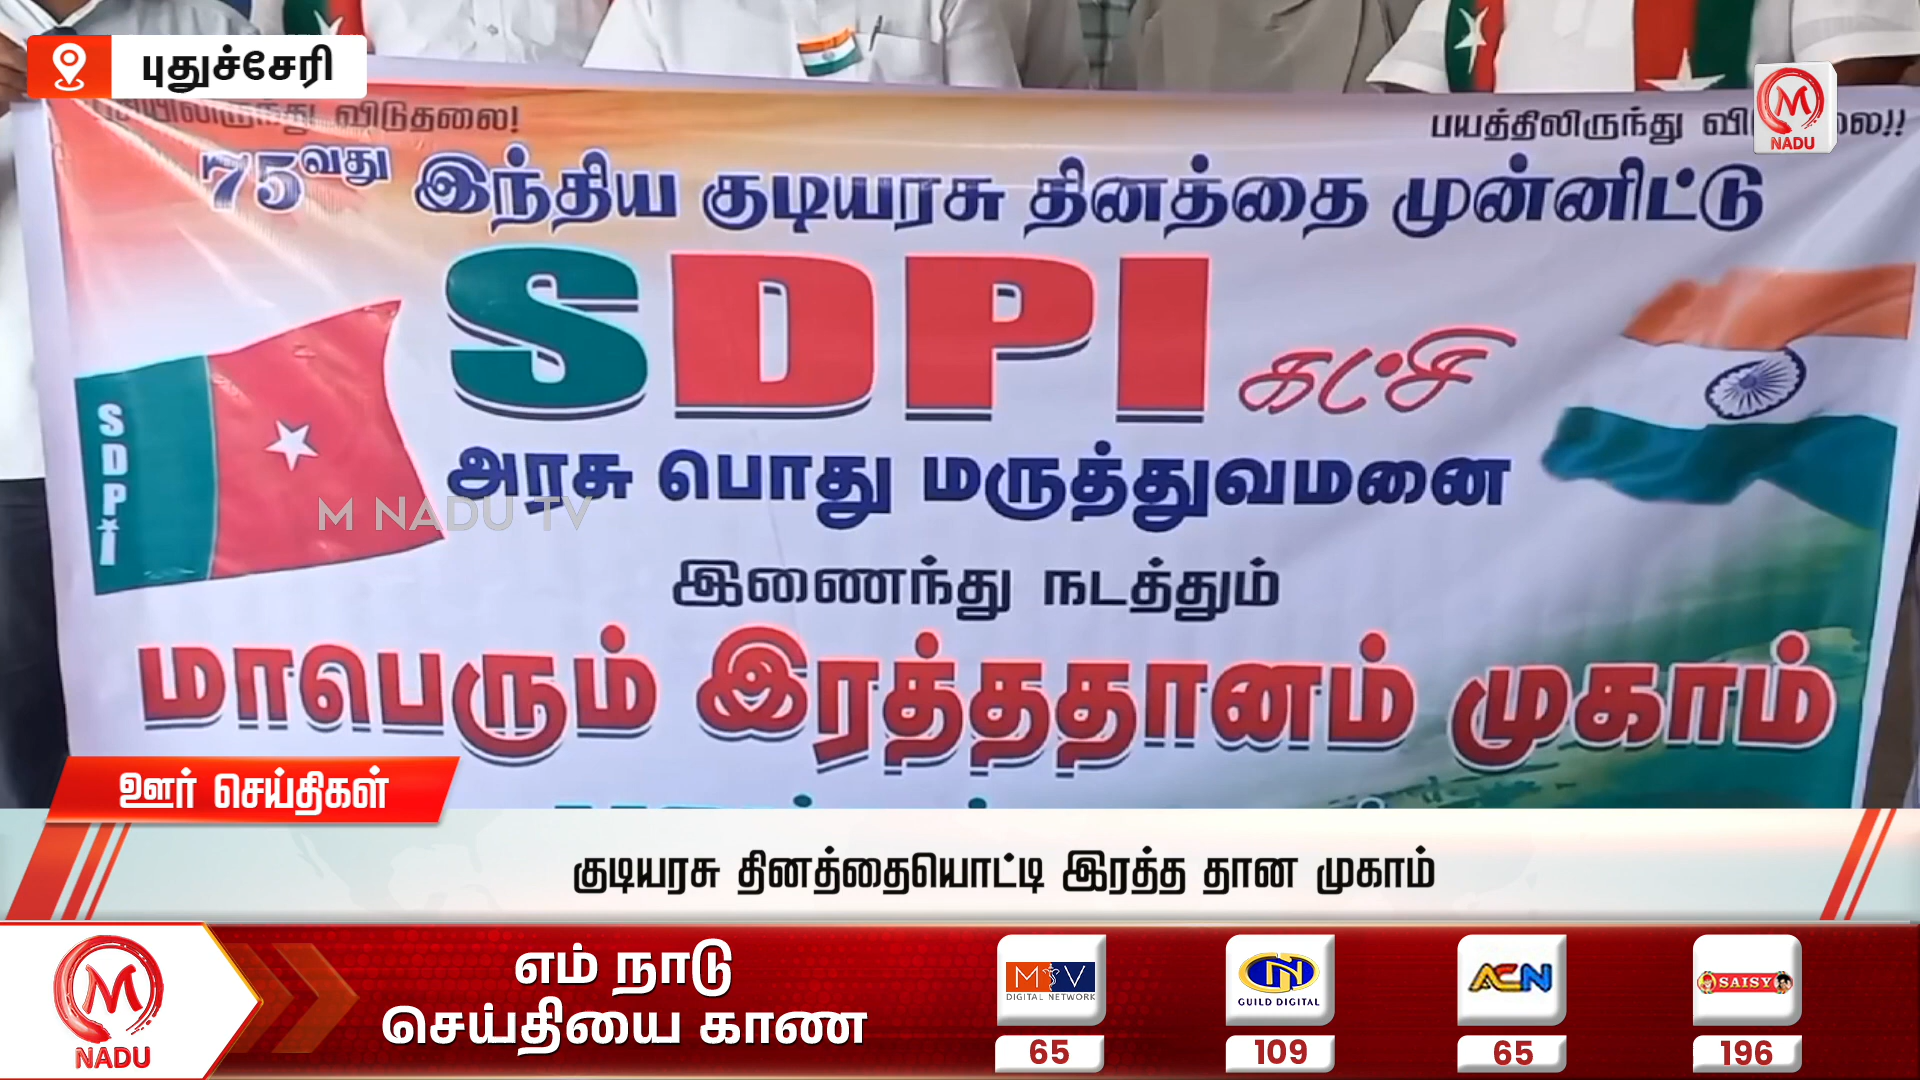 புதுச்சேரி
விடுதலை!
பயத்திலிருந்து
75வது இந்திய குடியரசு தினத்தை முன்னிட்டு
SDPI கட்சி
SDPI
அரசு பொது மருத்துவமனை
M NADU TV
இணைந்து நடத்தும்
மாபெரும் இரத்ததானம் முகாம்
ஊர் செய்திகள்
குடியரசு தினத்தையொட்டி இரத்த தான முகாம்
M NADU
எம் நாடு
செய்தியை காண
M NADU
MTV DIGITAL NETWORK 65
GUILD DIGITAL 109
ACN 65
SAISY 196